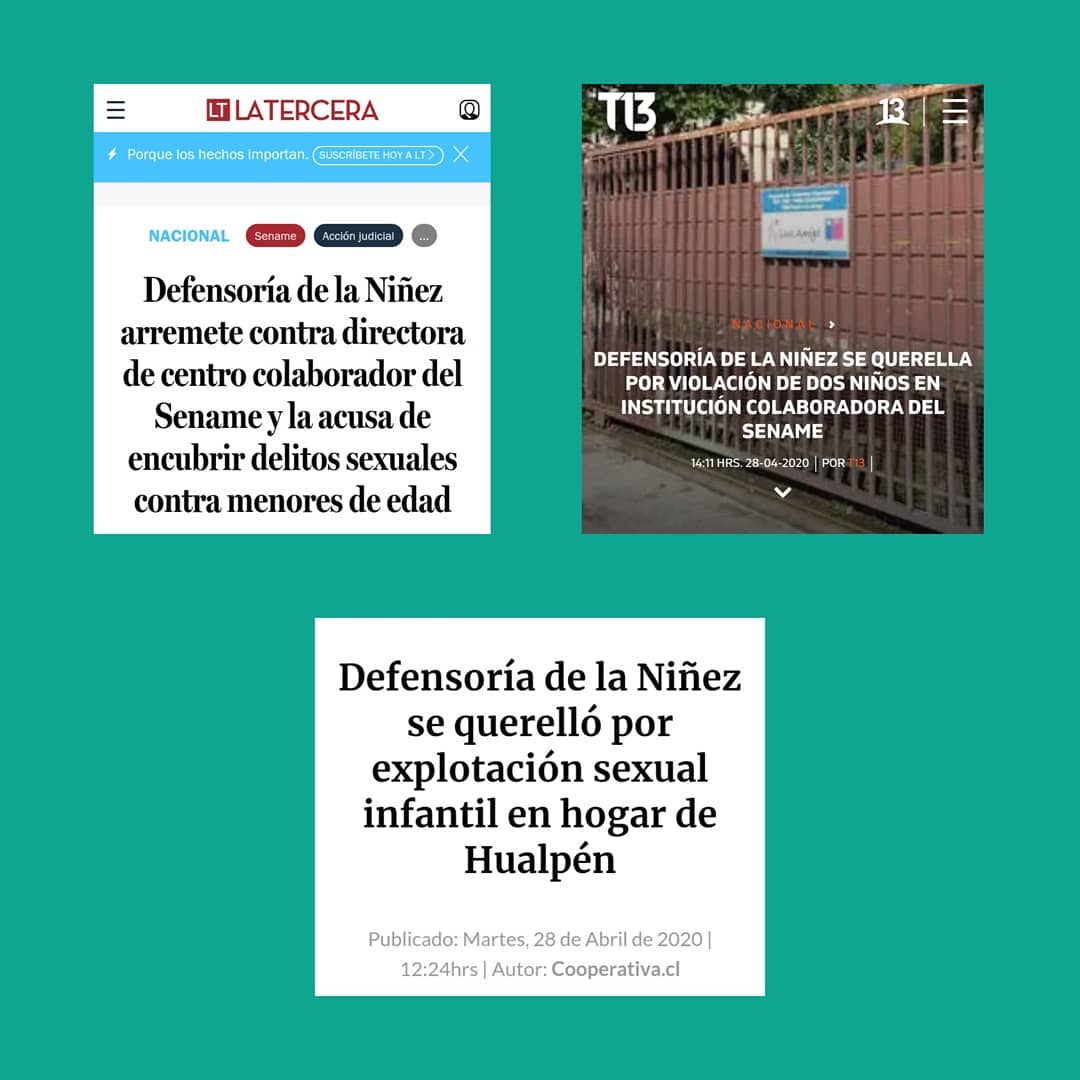 LT LATERCERA
Porque los hechos importan. SUSCRÍBETE HOY A LT
NACIONAL Sename Acción judicial ...
Defensoría de la Niñez
arremete contra directora
de centro colaborador del
Sename y la acusa de
encubrir delitos sexuales
contra menores de edad
T13 13
NACIONAL
DEFENSORÍA DE LA NIÑEZ SE QUERELLA
POR VIOLACIÓN DE DOS NIÑOS EN
INSTITUCIÓN COLABORADORA DEL
SENAME
14:11 HRS. 28-04-2020 | POR T13 |
Defensoría de la Niñez
se querelló por
explotación sexual
infantil en hogar de
Hualpén
Publicado: Martes, 28 de Abril de 2020 |
12:24hrs | Autor: Cooperativa.cl